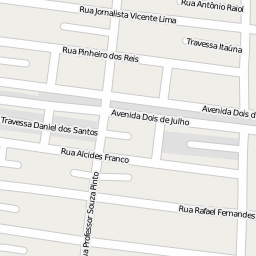 Rua Antônio Raiol
Rua Jornalista Vicente Lima
Travessa Itaúna
Rua Pinheiro dos Reis
Avenida Dois de Julho
Avenida Dois d
Travessa Daniel dos Santos
Rua Alcides Franco
Rua Professor Souza Pinto
Rua Rafael Fernandes